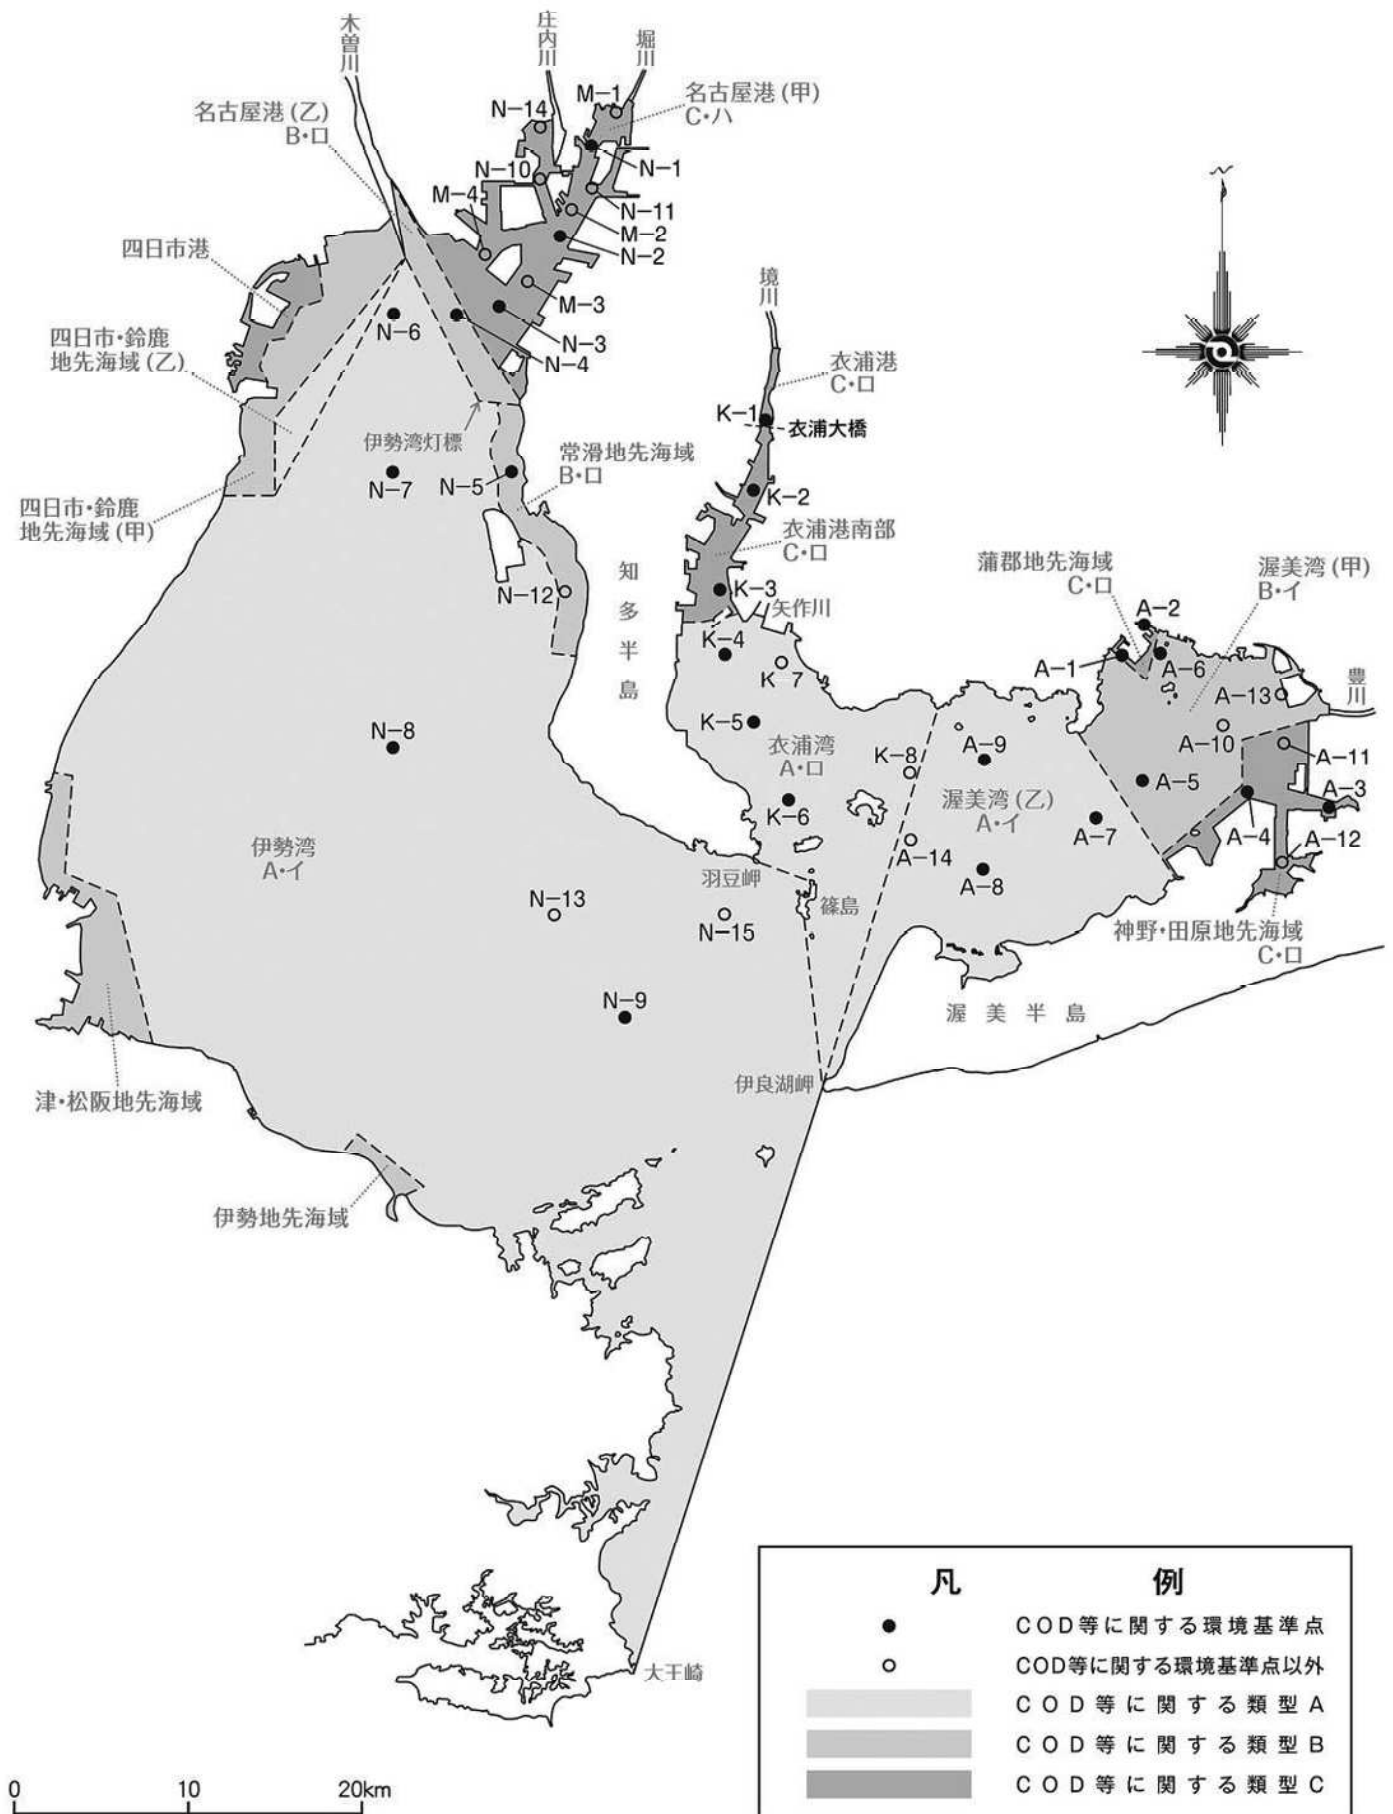 木曽川
庄内川
堀川
名古屋港(乙)
B・ロ
N-14
M-1
名古屋港(甲)
C・ハ
N-1
N-10
M-4
N-11
M-2
N-2
四日市港
M-3
N-6
N-3
N-4
四日市・鈴鹿
地先海域(乙)
境川
衣浦港
C・ロ
K-1
衣浦大橋
伊勢湾灯標
常滑地先海域
B・ロ
N-7
N-5
K-2
四日市・鈴鹿
地先海域(甲)
衣浦港南部
C・ロ
知多半島
N-12
K-3
矢作川
蒲郡地先海域
C・ロ
渥美湾(甲)
B・イ
A-2
K-4
K-7
A-1
A-6
A-13
豊川
N-8
K-5
衣浦湾
A・ロ
K-8
A-9
A-10
A-11
A-5
A-3
K-6
渥美湾(乙)
A・イ
A-7
A-4
A-12
伊勢湾
A・イ
A-14
A-8
羽豆岬
篠島
N-13
N-15
神野・田原地先海域
C・ロ
N-9
渥美半島
伊良湖岬
津・松阪地先海域
伊勢地先海域
大王崎
凡例
COD等に関する環境基準点
COD等に関する環境基準点以外
COD等に関する類型A
COD等に関する類型B
COD等に関する類型C
0 10 20km